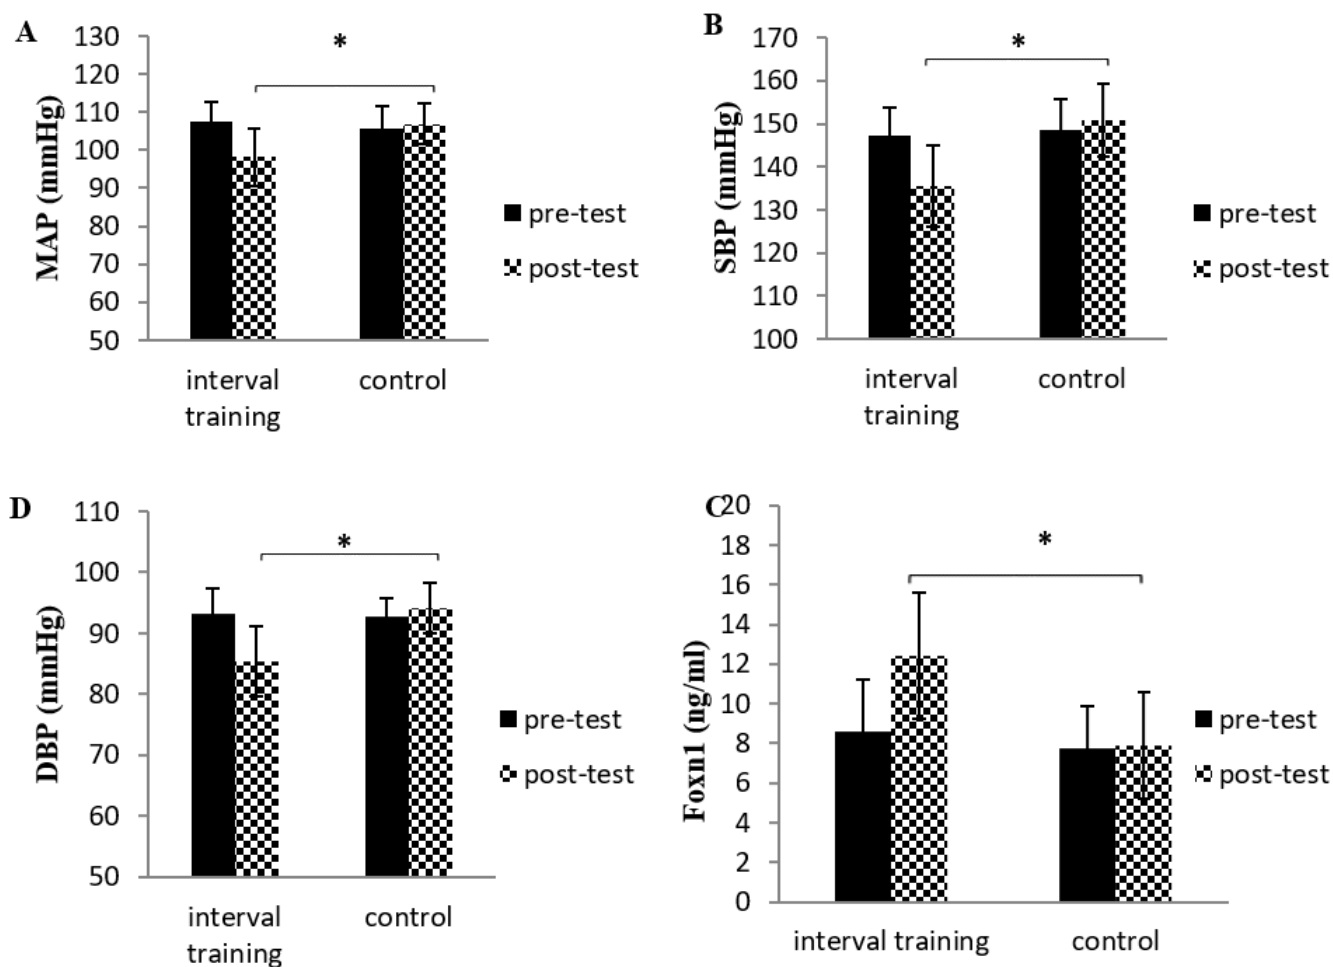 A
MAP (mmHg)
130
120
110
100
90
80
70
60
50
*
interval
training
control
pre-test
post-test
B
SBP (mmHg)
170
160
150
140
130
120
110
100
*
interval
training
control
pre-test
post-test
D
DBP (mmHg)
110
100
90
80
70
60
50
*
interval
training
control
pre-test
post-test
C
Foxn1 (ng/ml)
20
18
16
14
12
10
8
6
4
2
0
*
interval training
control
pre-test
post-test